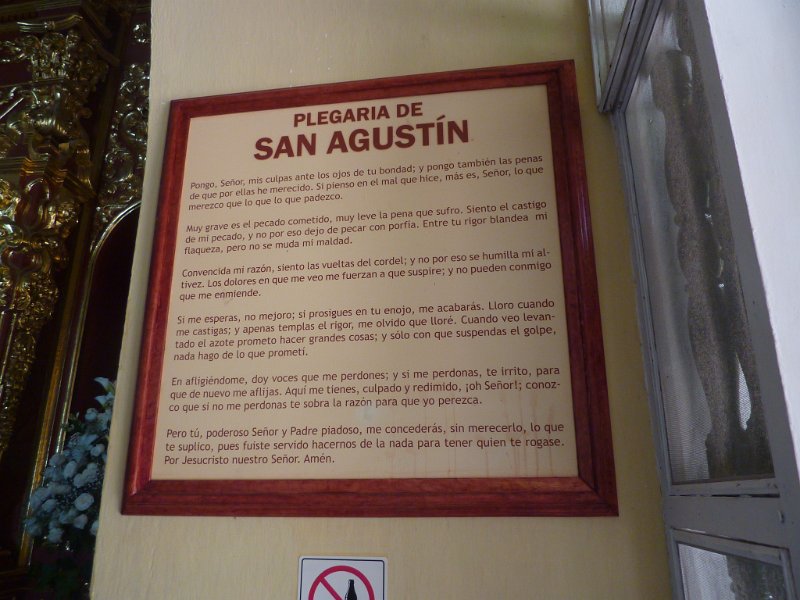 PLEGARIA DE
SAN AGUSTÍN
Pongo, Señor, mis culpas ante los ojos de tu bondad; y pongo también las penas
de que por ellas he merecido. Si pienso en el mal que hice, más es, Señor, lo que
merezco que lo que lo que padezco.
Muy grave es el pecado cometido, muy leve la pena que sufro. Siento el castigo
de mi pecado, y no por eso dejo de pecar con porfía. Entre tu rigor blandea mi
flaqueza, pero no se muda mi maldad.
Convencida mi razón, siento las vueltas del cordel; y no por eso se humilla mi al-
tivez. Los dolores en que me veo me fuerzan a que suspire; y no pueden conmigo
que me enmiende.
Si me esperas, no mejoro; si prosigues en tu enojo, me acabarás. Lloro cuando
me castigas; y apenas templas el rigor, me olvido que lloré. Cuando veo levan-
tado el azote prometo hacer grandes cosas; y sólo con que suspendas el golpe,
nada hago de lo que prometí.
En afligiéndome, doy voces que me perdones; y si me perdonas, te irrito, para
que de nuevo me aflijas. Aquí me tienes, culpado y redimido, ¡oh Señor!; conoz-
co que si no me perdonas te sobra la razón para que yo perezca.
Pero tú, poderoso Señor y Padre piadoso, me concederás, sin merecerlo, lo que
te suplico, pues fuiste servido hacernos de la nada para tener quien te rogase.
Por Jesucristo nuestro Señor. Amén.